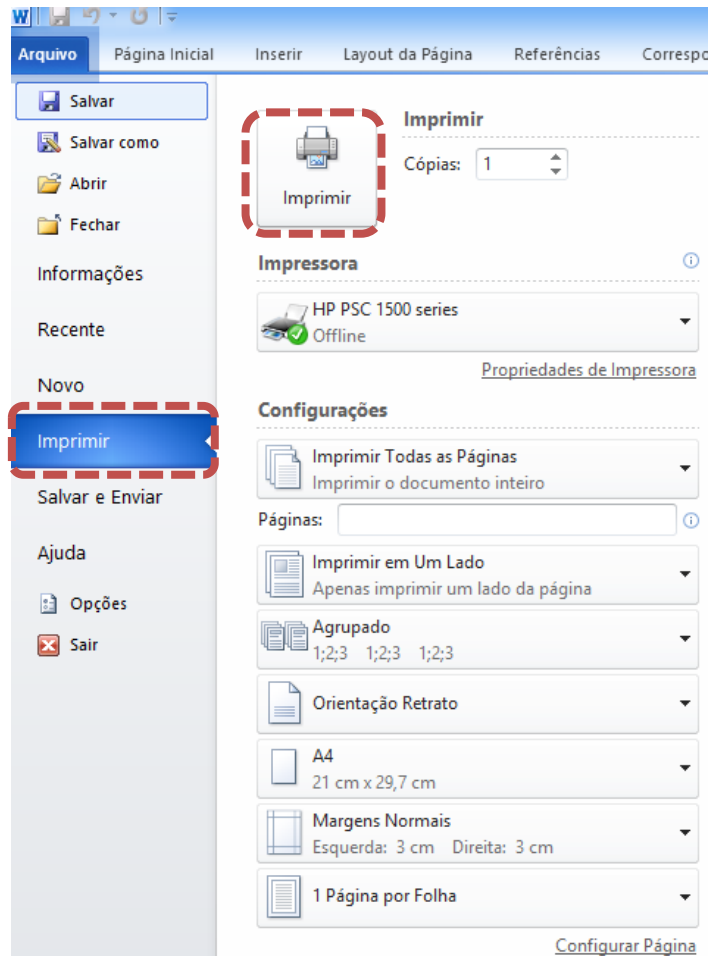 W
Arquivo Página Inicial Inserir Layout da Página Referências Correspo
Salvar
Salvar como
Abrir
Fechar
Informações
Recente
Novo
Imprimir
Salvar e Enviar
Ajuda
Opções
Sair
Imprimir
Imprimir
Cópias: 1
Impressora
HP PSC 1500 series
Offline
Propriedades de Impressora
Configurações
Imprimir Todas as Páginas
Imprimir o documento inteiro
Páginas:
Imprimir em Um Lado
Apenas imprimir um lado da página
Agrupado
1;2;3 1;2;3 1;2;3
Orientação Retrato
A4
21 cm x 29,7 cm
Margens Normais
Esquerda: 3 cm Direita: 3 cm
1 Página por Folha
Configurar Página